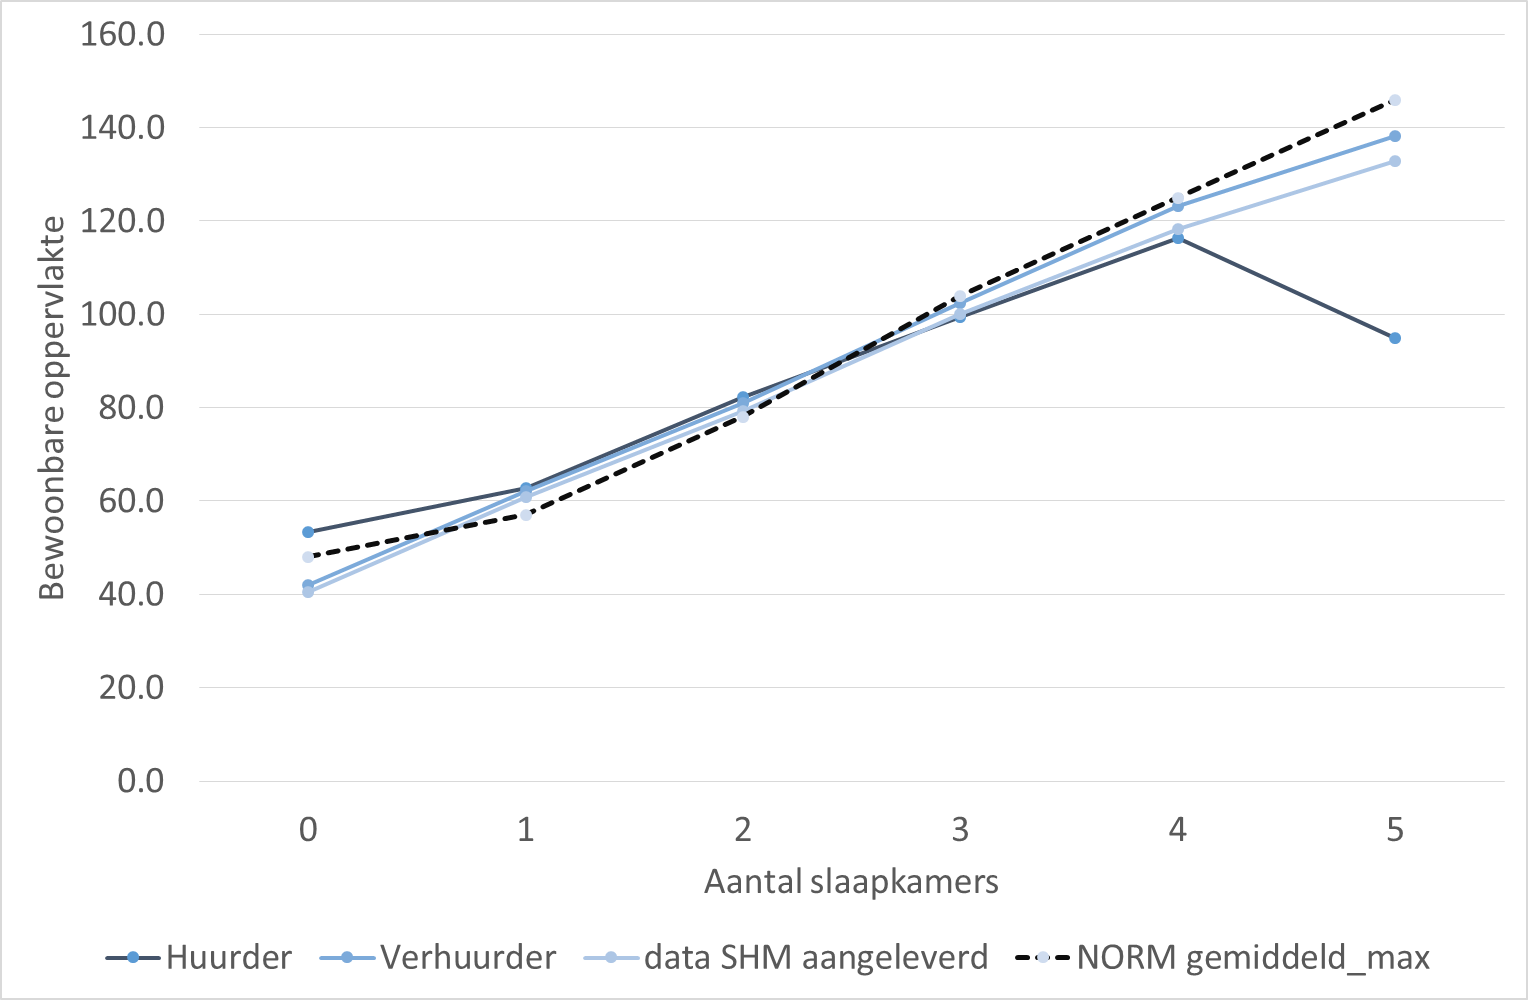 160.0
140.0
120.0
100.0
80.0
60.0
40.0
20.0
0.0
Bewoonbare oppervlakte
0 1 2 3 4 5
Aantal slaapkamers
Huurder Verhuurder data SHM aangeleverd NORM gemiddeld_max